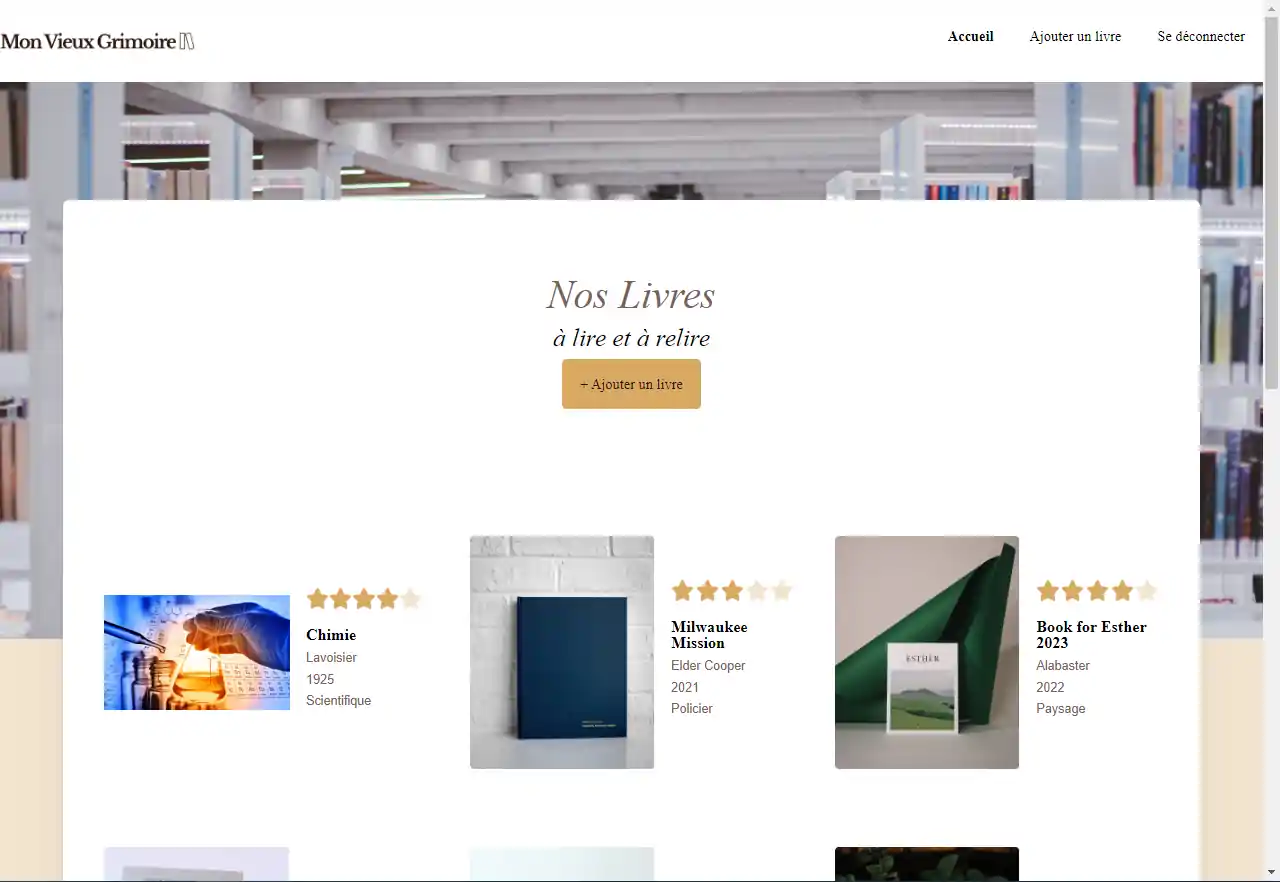 Mon Vieux Grimoire
Accueil
Ajouter un livre
Se déconnecter
Nos Livres
à lire et à relire
+ Ajouter un livre
Chimie
Lavoisier
1925
Scientifique
Milwaukee
Mission
Elder Cooper
2021
Policier
ESTHER
Book for Esther
2023
Alabaster
2022
Paysage